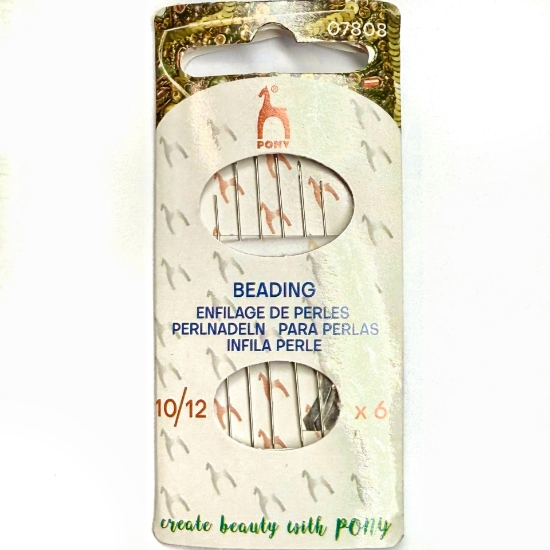 07808
®
PONY
BEADING
ENFILAGE DE PERLES
PERLNADELN PARA PERLAS
INFILA PERLE
10/12 x 6
create beauty with PONY